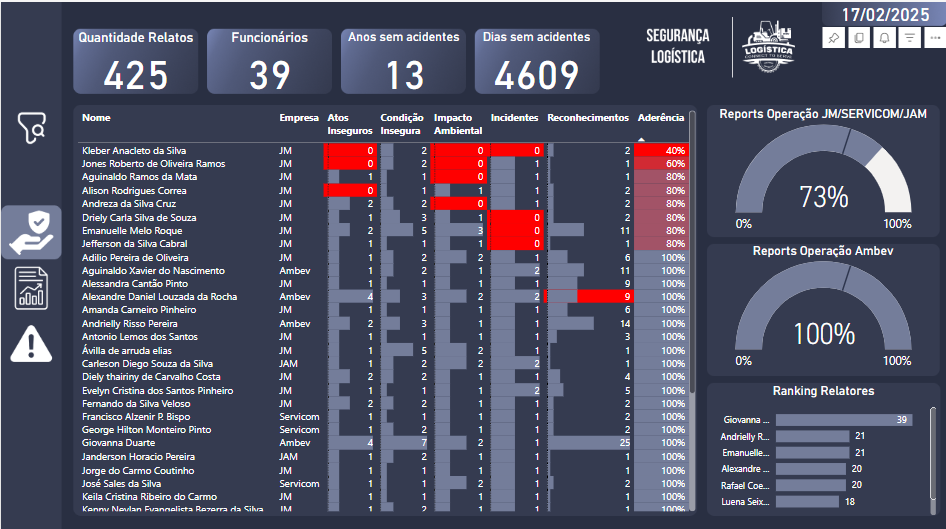 17/02/2025
Quantidade Relatos
425
Funcionários
39
Anos sem acidentes
13
Dias sem acidentes
4609
SEGURANÇA
LOGÍSTICA
LOGÍSTICA
CONNECT TO SERVE
Nome Empresa Atos Inseguros Condição Insegura Impacto Ambiental Incidentes Reconhecimentos Aderência
Kleber Anacleto da Silva JM 0 2 0 0 2 40%
Jones Roberto de Oliveira Ramos JM 0 2 0 1 1 60%
Aguinaldo Ramos da Mata JM 1 1 0 1 1 80%
Alison Rodrigues Correa JM 0 1 1 1 2 80%
Andreza da Silva Cruz JM 2 2 0 1 2 80%
Driely Carla Silva de Souza JM 1 3 1 0 2 80%
Emanuelle Melo Roque JM 2 5 3 0 11 80%
Jefferson da Silva Cabral JM 1 1 1 0 2 80%
Adilio Pereira de Oliveira JM 1 2 2 1 6 100%
Aguinaldo Xavier do Nascimento Ambev 1 2 1 2 11 100%
Alessandra Cantão Pinto JM 1 1 1 1 9 100%
Alexandre Daniel Louzada da Rocha Ambev 4 3 2 2 9 100%
Amanda Carneiro Pinheiro JM 1 1 1 1 6 100%
Andrielly Risso Pereira Ambev 2 3 1 1 14 100%
Antonio Lemos dos Santos JM 1 1 1 1 3 100%
Ávilla de arruda elias JM 1 5 2 1 1 100%
Carleson Diego Souza da Silva JAM 1 2 2 2 1 100%
Diely thairiny de Carvalho Costa JM 2 2 1 1 4 100%
Evelyn Cristina dos Santos Pinheiro JM 1 1 1 2 5 100%
Fernando da Silva Veloso JM 2 2 1 1 2 100%
Francisco Alzenir P. Bispo Servicom 1 1 1 1 2 100%
George Hilton Monteiro Pinto Servicom 1 2 1 1 2 100%
Giovanna Duarte Ambev 4 7 2 1 25 100%
Janderson Horacio Pereira JAM 1 2 1 1 1 100%
Jorge do Carmo Coutinho JM 1 1 1 1 1 100%
José Sales da Silva Servicom 1 1 2 1 2 100%
Keila Cristina Ribeiro do Carmo JM 1 1 1 1 1 100%
Kenny Neylan Evangelista Bezerra da Silva JM 1 2 2 1 1 100%
Reports Operação JM/SERVICOM/JAM
73%
0% 100%
Reports Operação Ambev
100%
0% 100%
Ranking Relatores
Giovanna ... 39
Andrielly R... 21
Emanuelle... 21
Alexandre ... 20
Rafael Coe... 20
Luena Seix... 18